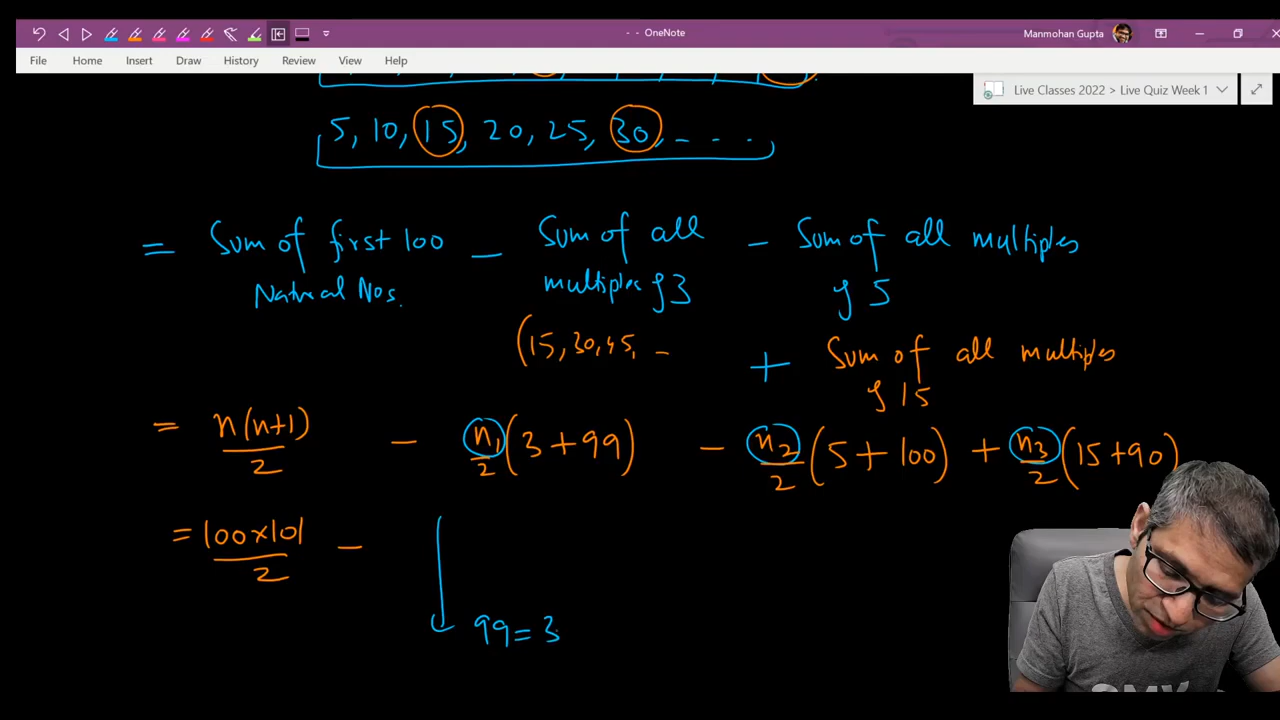 - - OneNote
Manmohan Gupta
File Home Insert Draw History Review View Help
Live Classes 2022 > Live Quiz Week 1
5, 10, 15, 20, 25, 30, - . . .
= Sum of first 100 Natural Nos. - Sum of all multiples of 3 - Sum of all multiples of 5
(15, 30, 45, - + Sum of all multiples of 15
= n(n+1)/2 - n₁/2 (3 + 99) - n₂/2 (5 + 100) + n₃/2 (15 + 90)
= 100×101/2 -
99 = 3